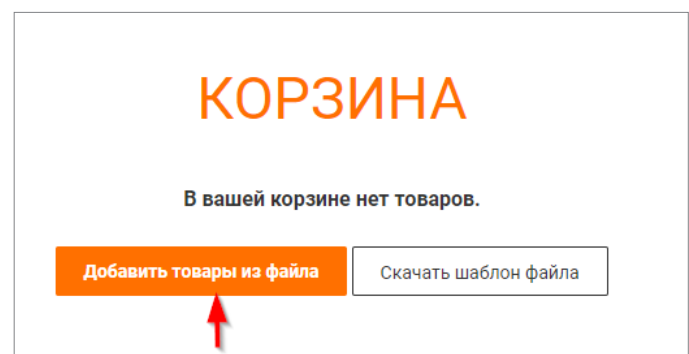 КОРЗИНА
В вашей корзине нет товаров.
Добавить товары из файла
Скачать шаблон файла